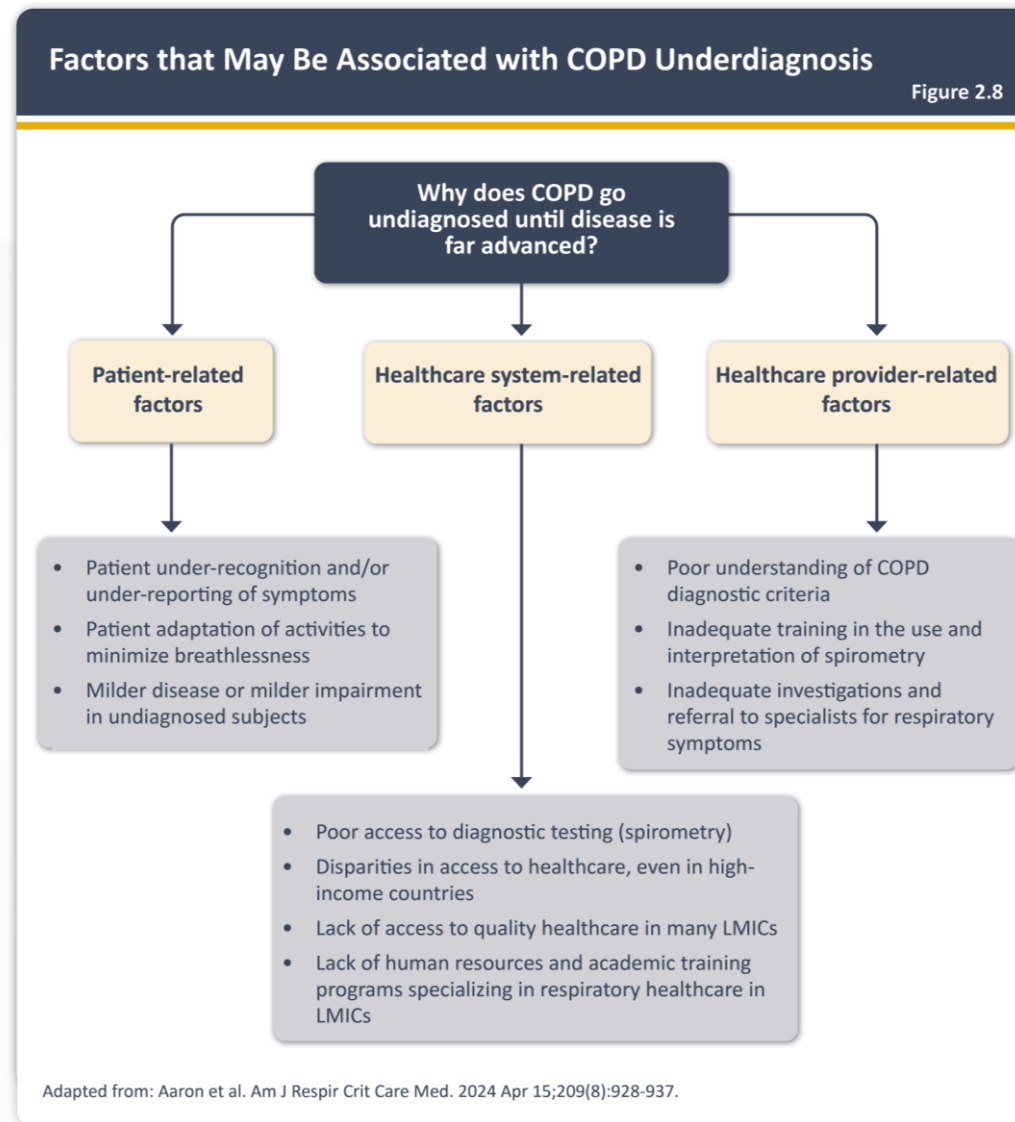 Factors that May Be Associated with COPD Underdiagnosis
Figure 2.8
Why does COPD go
undiagnosed until disease is
far advanced?
Patient-related
factors
Healthcare system-related
factors
Healthcare provider-related
factors
• Patient under-recognition and/or
under-reporting of symptoms
• Patient adaptation of activities to
minimize breathlessness
• Milder disease or milder impairment
in undiagnosed subjects
• Poor understanding of COPD
diagnostic criteria
• Inadequate training in the use and
interpretation of spirometry
• Inadequate investigations and
referral to specialists for respiratory
symptoms
• Poor access to diagnostic testing (spirometry)
• Disparities in access to healthcare, even in high-
income countries
• Lack of access to quality healthcare in many LMICs
• Lack of human resources and academic training
programs specializing in respiratory healthcare in
LMICs
Adapted from: Aaron et al. Am J Respir Crit Care Med. 2024 Apr 15;209(8):928-937.